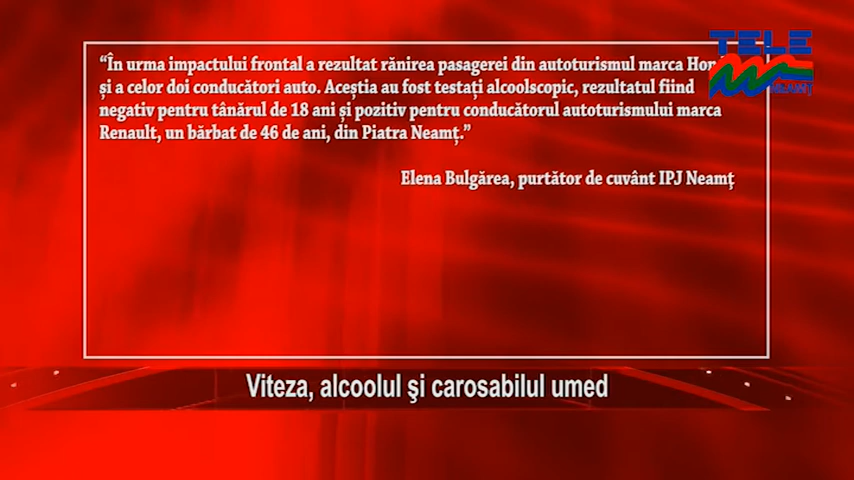 “În urma impactului frontal a rezultat rănirea pasagerei din autoturismul marca
și a celor doi conducători auto. Aceștia au fost testați alcoolscopic, rezultatul fiind
negativ pentru tânărul de 18 ani și pozitiv pentru conducătorul autoturismului marca
Renault, un bărbat de 46 de ani, din Piatra Neamț.”
Elena Bulgărea, purtător de cuvânt IPJ Neamţ
Viteza, alcoolul şi carosabilul umed
TELE
NEAMŢ